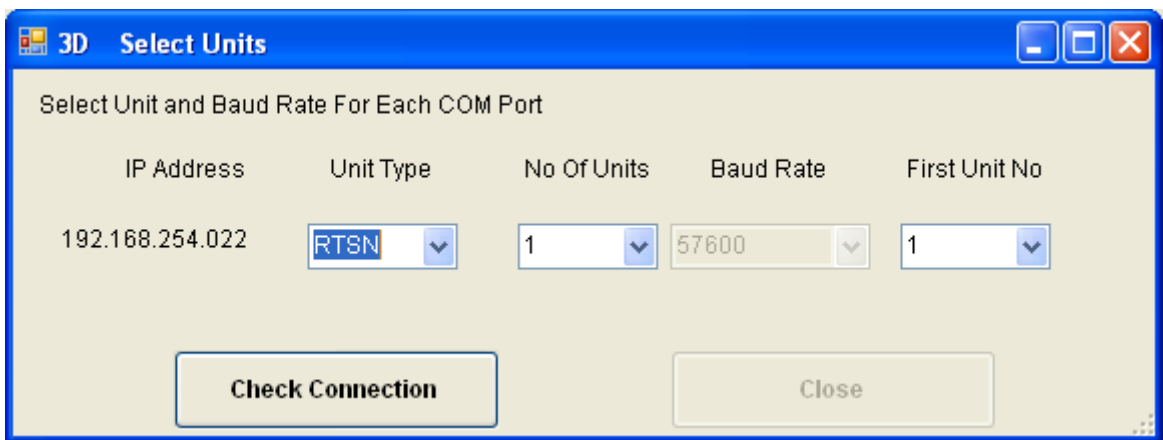 3D Select Units
Select Unit and Baud Rate For Each COM Port
IP Address Unit Type No Of Units Baud Rate First Unit No
192.168.254.022 RTSN 1 57600 1
Check Connection Close